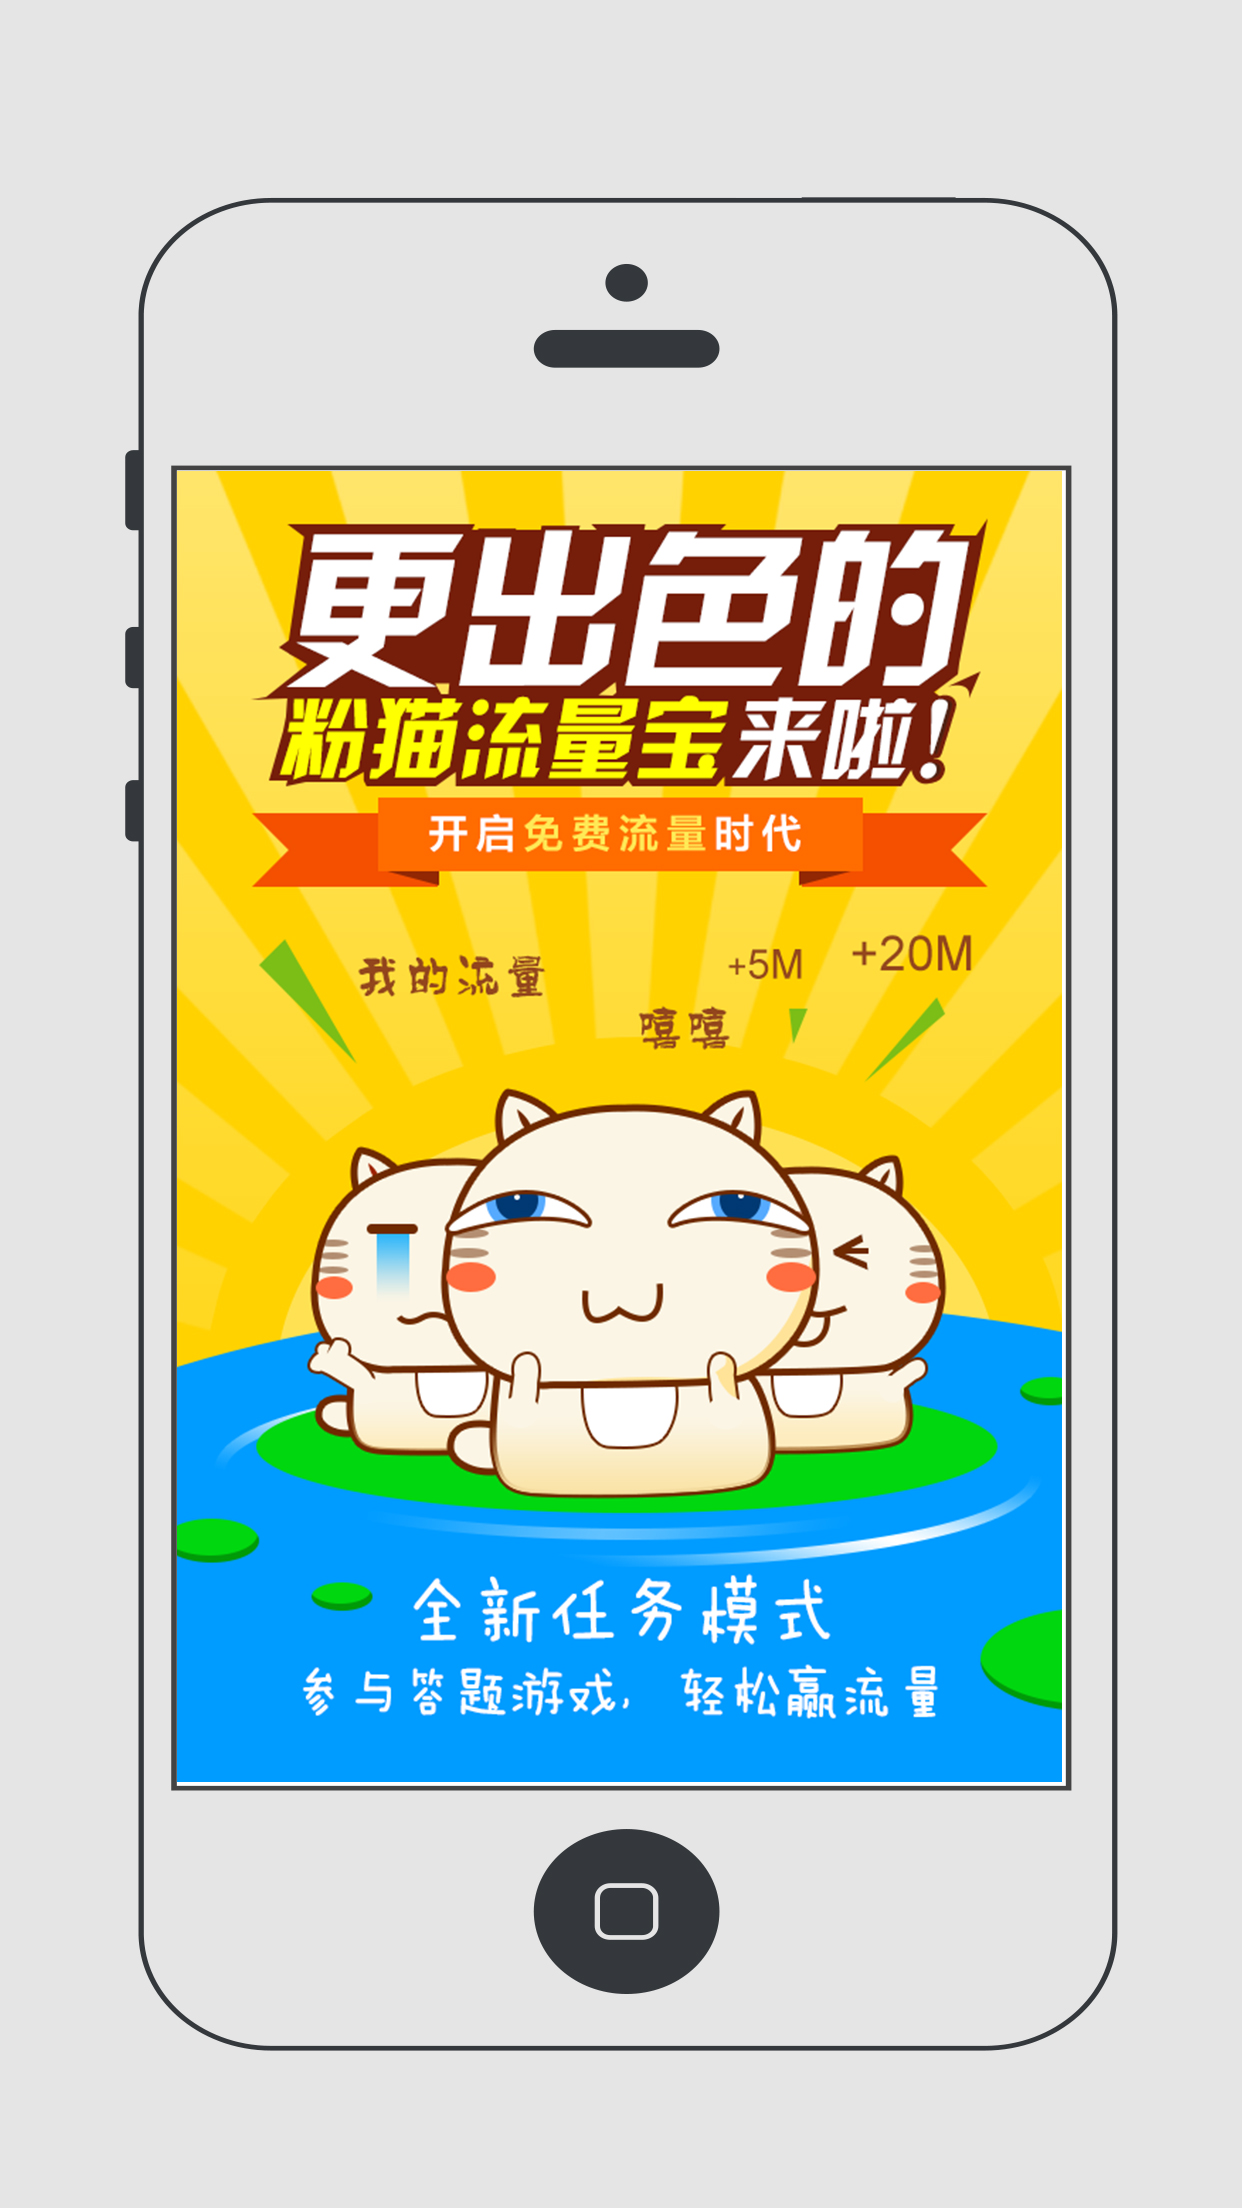 更出色的
粉猫流量宝来啦!
开启免费流量时代
我的流量
+5M
+20M
嘻嘻
全新任务模式
参与答题游戏, 轻松赢流量